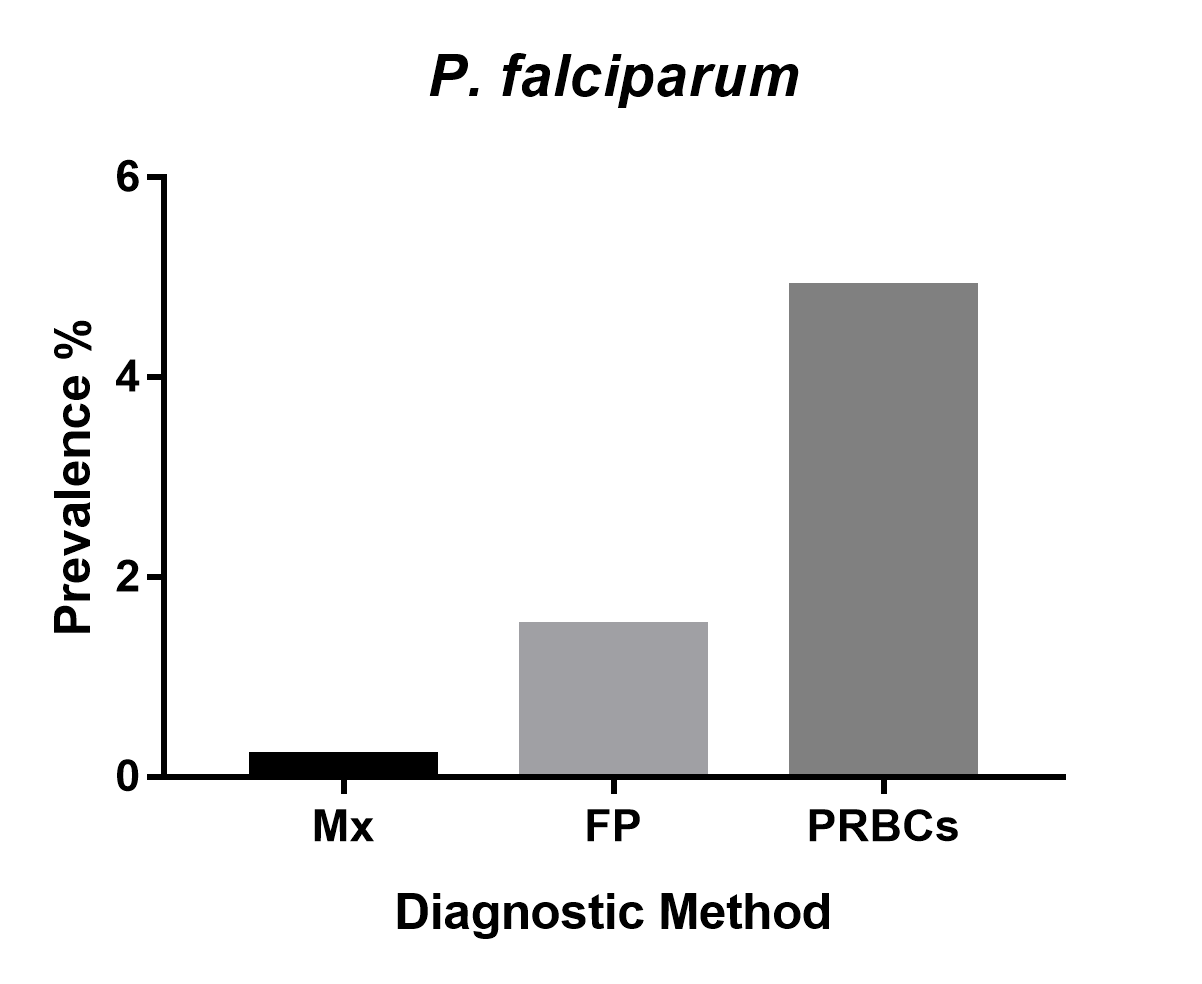 P. falciparum
Prevalence %
6
4
2
0
Mx FP PRBCs
Diagnostic Method